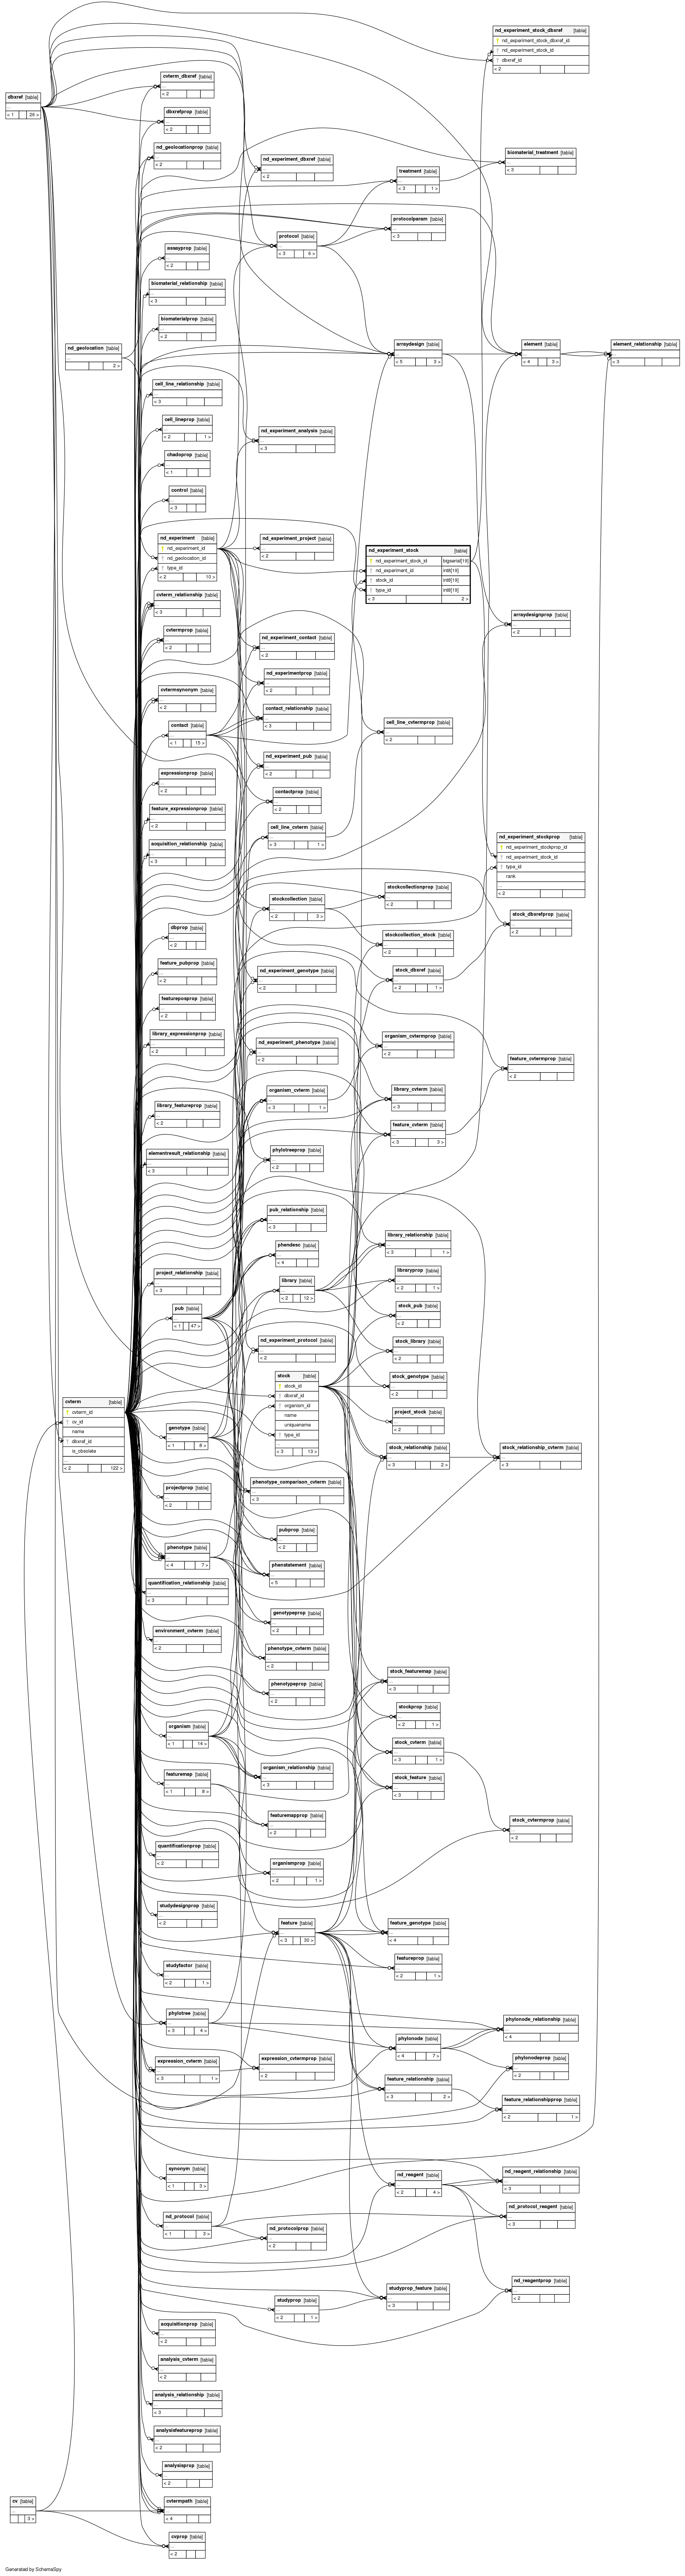 nd_experiment_stock_dbxref [table]
nd_experiment_stock_dbxref_id
nd_experiment_stock_id
dbxref_id
< 2
dbxref [table]
...
< 1 26 >
cvterm_dbxref [table]
...
< 2
dbxrefprop [table]
...
< 2
nd_geolocationprop [table]
...
< 2
nd_experiment_dbxref [table]
...
< 2
biomaterial_treatment [table]
...
< 3
treatment [table]
...
< 3 1 >
protocolparam [table]
...
< 3
protocol [table]
...
< 3 6 >
assayprop [table]
...
< 2
biomaterial_relationship [table]
...
< 3
biomaterialprop [table]
...
< 2
nd_geolocation [table]
...
2 >
arraydesign [table]
...
< 5 3 >
element [table]
...
< 4 3 >
element_relationship [table]
...
< 3
cell_line_relationship [table]
...
< 3
cell_lineprop [table]
...
< 2 1 >
nd_experiment_analysis [table]
...
< 3
chadoprop [table]
...
< 1
control [table]
...
< 3
nd_experiment [table]
nd_experiment_id
nd_geolocation_id
type_id
< 2 10 >
nd_experiment_project [table]
...
< 2
nd_experiment_stock [table]
nd_experiment_stock_id bigserial[19]
nd_experiment_id int8[19]
stock_id int8[19]
type_id int8[19]
< 3 2 >
cvterm_relationship [table]
...
< 3
arraydesignprop [table]
...
< 2
cvtermprop [table]
...
< 2
nd_experiment_contact [table]
...
< 2
nd_experimentprop [table]
...
< 2
cvtermsynonym [table]
...
< 2
contact_relationship [table]
...
< 3
contact [table]
...
< 1 15 >
cell_line_cvtermprop [table]
...
< 2
nd_experiment_pub [table]
...
< 2
expressionprop [table]
...
< 2
contactprop [table]
...
< 2
feature_expressionprop [table]
...
< 2
cell_line_cvterm [table]
...
< 3 1 >
acquisition_relationship [table]
...
< 3
nd_experiment_stockprop [table]
nd_experiment_stockprop_id
nd_experiment_stock_id
type_id
rank
...
< 2
stockcollectionprop [table]
...
< 2
stockcollection [table]
...
< 2 3 >
stock_dbxrefprop [table]
...
< 2
dbprop [table]
...
< 2
stockcollection_stock [table]
...
< 2
feature_pubprop [table]
...
< 2
nd_experiment_genotype [table]
...
< 2
stock_dbxref [table]
...
< 2 1 >
featureposprop [table]
...
< 2
library_expressionprop [table]
...
< 2
nd_experiment_phenotype [table]
...
< 2
organism_cvtermprop [table]
...
< 2
feature_cvtermprop [table]
...
< 2
organism_cvterm [table]
...
< 3 1 >
library_cvterm [table]
...
< 3
library_featureprop [table]
...
< 2
feature_cvterm [table]
...
< 3 3 >
elementresult_relationship [table]
...
< 3
phylotreeprop [table]
...
< 2
pub_relationship [table]
...
< 3
library_relationship [table]
...
< 3 1 >
phendesc [table]
...
< 4
project_relationship [table]
...
< 3
library [table]
...
< 2 12 >
libraryprop [table]
...
< 2 1 >
pub [table]
...
< 1 47 >
stock_pub [table]
...
< 2
nd_experiment_protocol [table]
...
< 2
stock_library [table]
...
< 2
stock [table]
stock_id
dbxref_id
organism_id
name
uniquename
type_id
...
< 3 13 >
stock_genotype [table]
...
< 2
cvterm [table]
cvterm_id
cv_id
name
dbxref_id
is_obsolete
...
< 2 122 >
project_stock [table]
...
< 2
genotype [table]
...
< 1 8 >
stock_relationship [table]
...
< 3 2 >
stock_relationship_cvterm [table]
...
< 3
projectprop [table]
...
< 2
phenotype_comparison_cvterm [table]
...
< 3
pubprop [table]
...
< 2
phenotype [table]
...
< 4 7 >
phenstatement [table]
...
< 5
quantification_relationship [table]
...
< 3
genotypeprop [table]
...
< 2
environment_cvterm [table]
...
< 2
phenotype_cvterm [table]
...
< 2
phenotypeprop [table]
...
< 2
stock_featuremap [table]
...
< 3
stockprop [table]
...
< 2 1 >
organism [table]
...
< 1 14 >
stock_cvterm [table]
...
< 3 1 >
organism_relationship [table]
...
< 3
featuremap [table]
...
< 1 8 >
stock_feature [table]
...
< 3
featuremapprop [table]
...
< 2
stock_cvtermprop [table]
...
< 2
quantificationprop [table]
...
< 2
organismprop [table]
...
< 2 1 >
studydesignprop [table]
...
< 2
feature [table]
...
< 3 30 >
feature_genotype [table]
...
< 4
featureprop [table]
...
< 2 1 >
studyfactor [table]
...
< 2 1 >
phylotree [table]
...
< 3 4 >
phylonode_relationship [table]
...
< 4
phylonode [table]
...
< 4 7 >
expression_cvterm [table]
...
< 3 1 >
expression_cvtermprop [table]
...
< 2
phylonodeprop [table]
...
< 2
feature_relationship [table]
...
< 3 2 >
feature_relationshipprop [table]
...
< 2 1 >
synonym [table]
...
< 1 3 >
nd_reagent [table]
...
< 2 4 >
nd_reagent_relationship [table]
...
< 3
nd_protocol [table]
...
< 1 3 >
nd_protocol_reagent [table]
...
< 3
nd_protocolprop [table]
...
< 2
nd_reagentprop [table]
...
< 2
studyprop_feature [table]
...
< 3
studyprop [table]
...
< 2 1 >
acquisitionprop [table]
...
< 2
analysis_cvterm [table]
...
< 2
analysis_relationship [table]
...
< 3
analysisfeatureprop [table]
...
< 2
analysisprop [table]
...
< 2
cv [table]
...
3 >
cvtermpath [table]
...
< 4
cvprop [table]
...
< 2
Generated by SchemaSpy